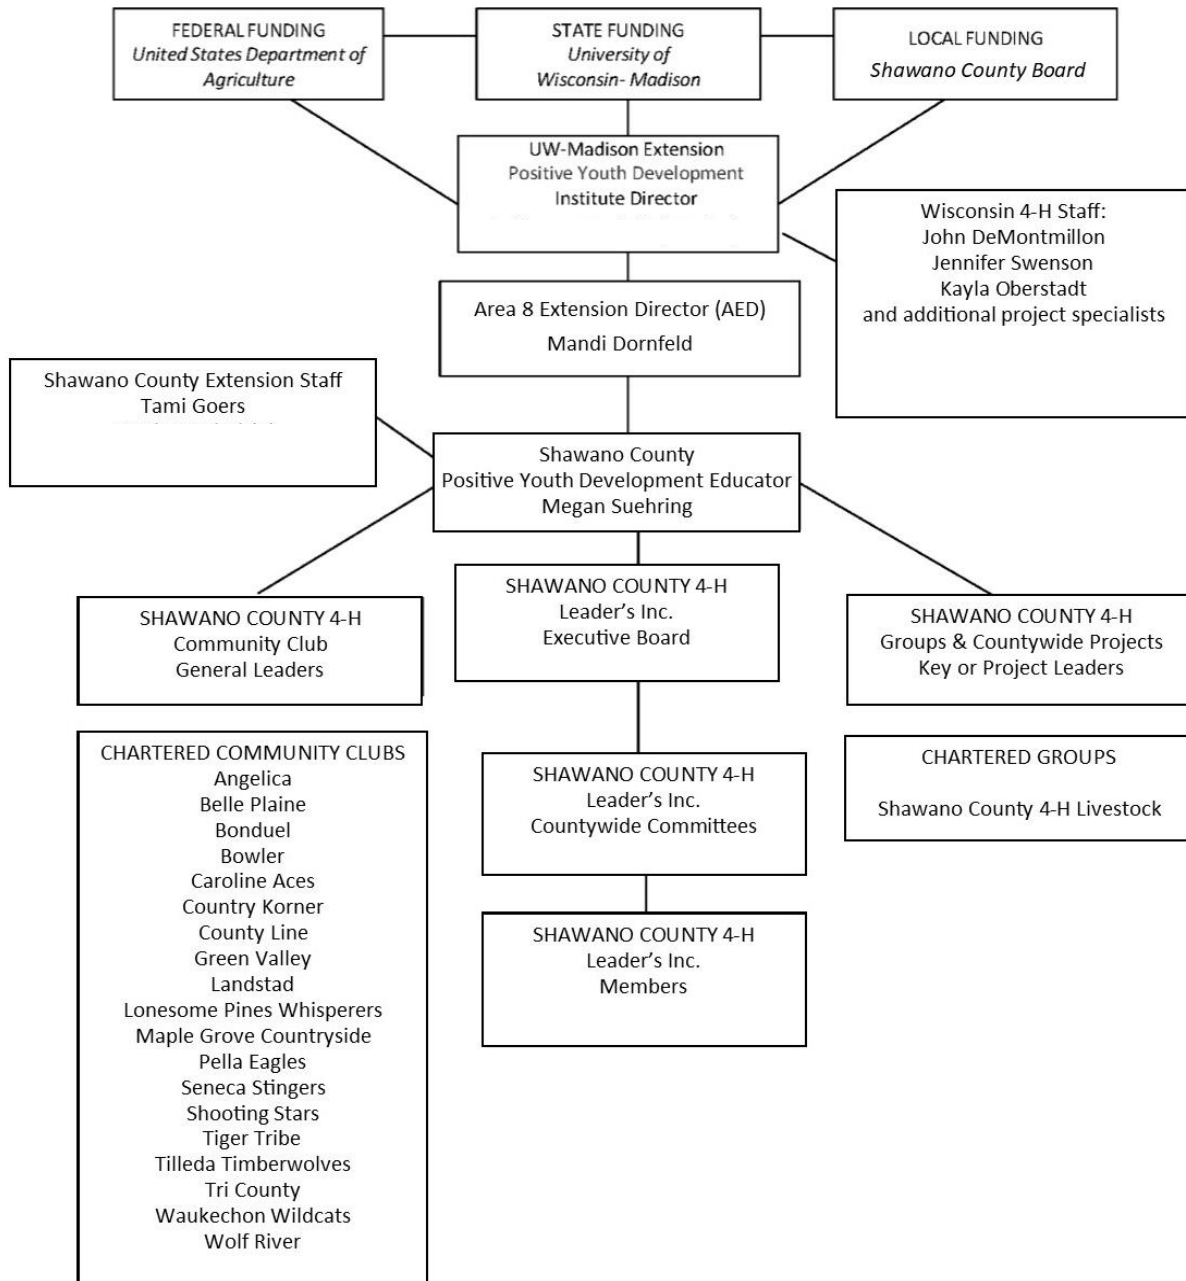 FEDERAL FUNDING
United States Department of
Agriculture
STATE FUNDING
University of
Wisconsin- Madison
LOCAL FUNDING
Shawano County Board
UW-Madison Extension
Positive Youth Development
Institute Director
Wisconsin 4-H Staff:
John DeMontmillon
Jennifer Swenson
Kayla Oberstadt
and additional project specialists
Area 8 Extension Director (AED)
Mandi Dornfeld
Shawano County Extension Staff
Tami Goers
Shawano County
Positive Youth Development Educator
Megan Suehring
SHAWANO COUNTY 4-H
Community Club
General Leaders
SHAWANO COUNTY 4-H
Leader's Inc.
Executive Board
SHAWANO COUNTY 4-H
Groups & Countywide Projects
Key or Project Leaders
CHARTERED COMMUNITY CLUBS
Angelica
Belle Plaine
Bonduel
Bowler
Caroline Aces
Country Korner
County Line
Green Valley
Landstad
Lonesome Pines Whisperers
Maple Grove Countryside
Pella Eagles
Seneca Stingers
Shooting Stars
Tiger Tribe
Tilleda Timberwolves
Tri County
Waukechon Wildcats
Wolf River
SHAWANO COUNTY 4-H
Leader's Inc.
Countywide Committees
CHARTERED GROUPS
Shawano County 4-H Livestock
SHAWANO COUNTY 4-H
Leader's Inc.
Members